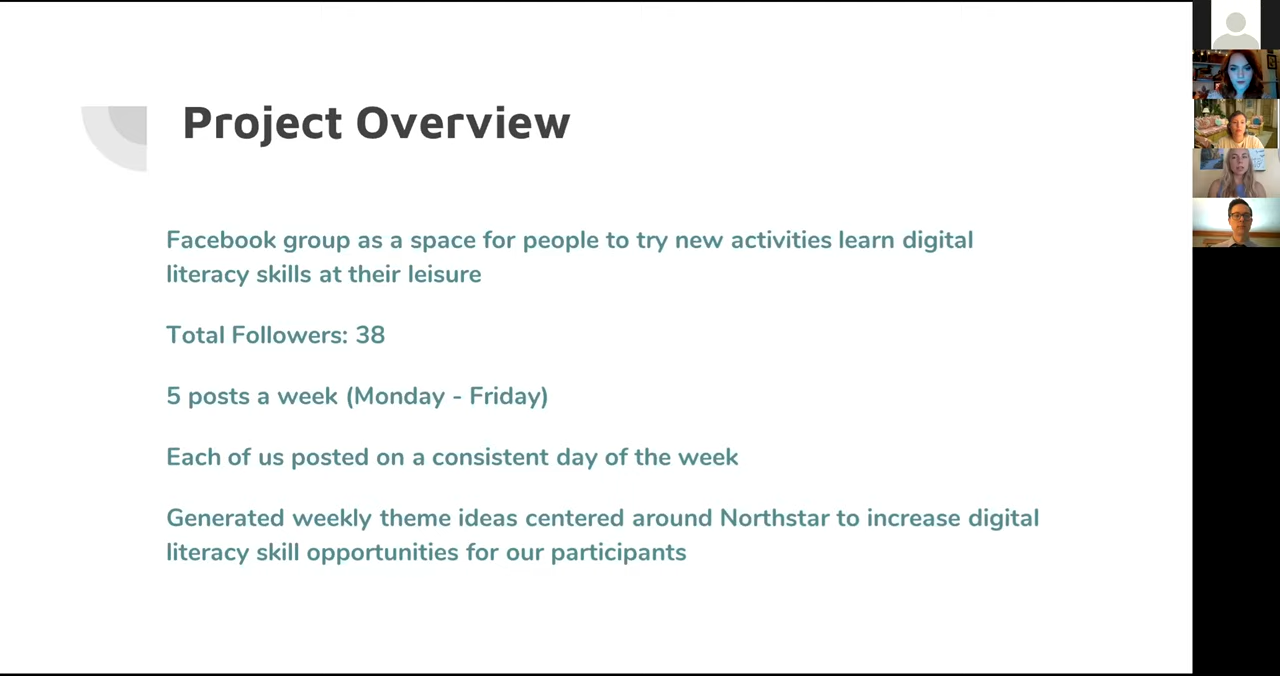 Project Overview
Facebook group as a space for people to try new activities learn digital
literacy skills at their leisure
Total Followers: 38
5 posts a week (Monday - Friday)
Each of us posted on a consistent day of the week
Generated weekly theme ideas centered around Northstar to increase digital
literacy skill opportunities for our participants